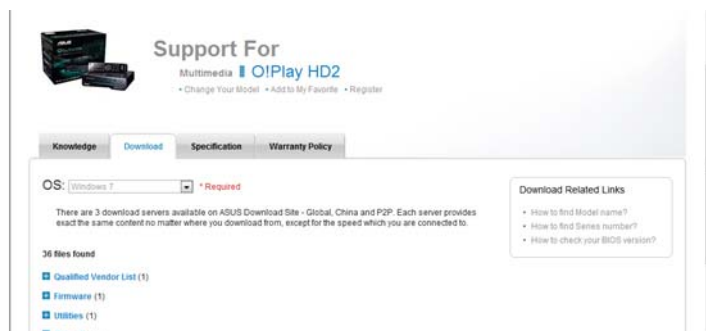 Support For
Multimedia O!Play HD2
• Change Your Model • Add to My Favorite • Register
Knowledge Download Specification Warranty Policy
OS: Windows 7 * Required
There are 3 download servers available on ASUS Download Site - Global, China and P2P. Each server provides
exact the same content no matter where you download from, except for the speed which you are connected to.
36 files found
Qualified Vendor List (1)
Firmware (1)
Utilities (1)
Download Related Links
• How to find Model name?
• How to find Series number?
• How to check your BIOS version?